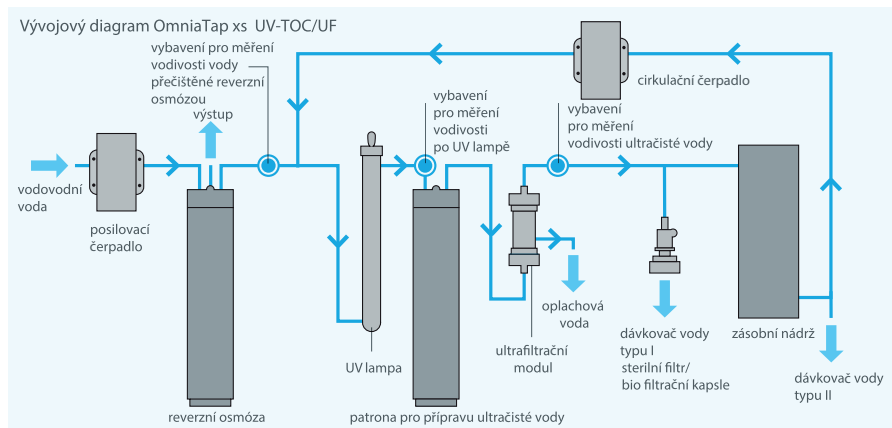 Vývojový diagram OmniaTap xs UV-TOC/UF
vybavení pro měření
vodivosti vody
přečištěné reverzní
osmózou
výstup
vodovodní
voda
posilovací
čerpadlo
reverzní osmóza
UV lampa
vybavení
pro měření
vodivosti
po UV lampě
patrona pro přípravu ultračisté vody
ultrafiltrační
modul
oplachová
voda
vybavení
pro měření
vodivosti ultračisté vody
cirkulační čerpadlo
dávkovač vody
typu I
sterilní filtr/
bio filtrační kapsle
zásobní nádrž
dávkovač vody
typu II